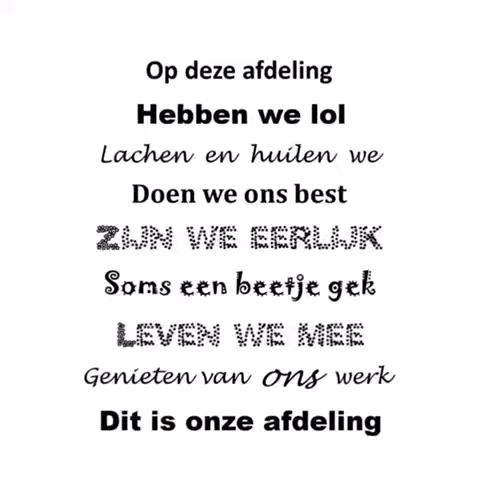 Op deze afdeling
Hebben we lol
Lachen en huilen we
Doen we ons best
ZIJN WE EERLIJK
Soms een beetje gek
LEVEN WE MEE
Genieten van ons werk
Dit is onze afdeling